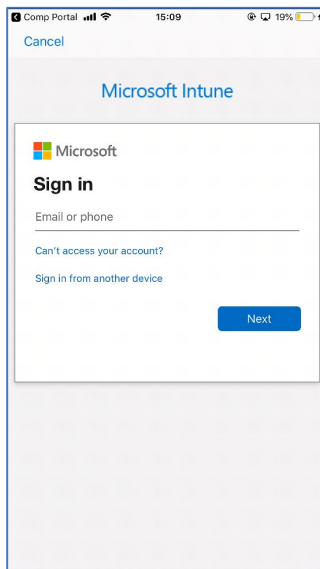 Comp Portal 15:09 19%
Cancel
Microsoft Intune
Microsoft
Sign in
Email or phone
Can't access your account?
Sign in from another device
Next